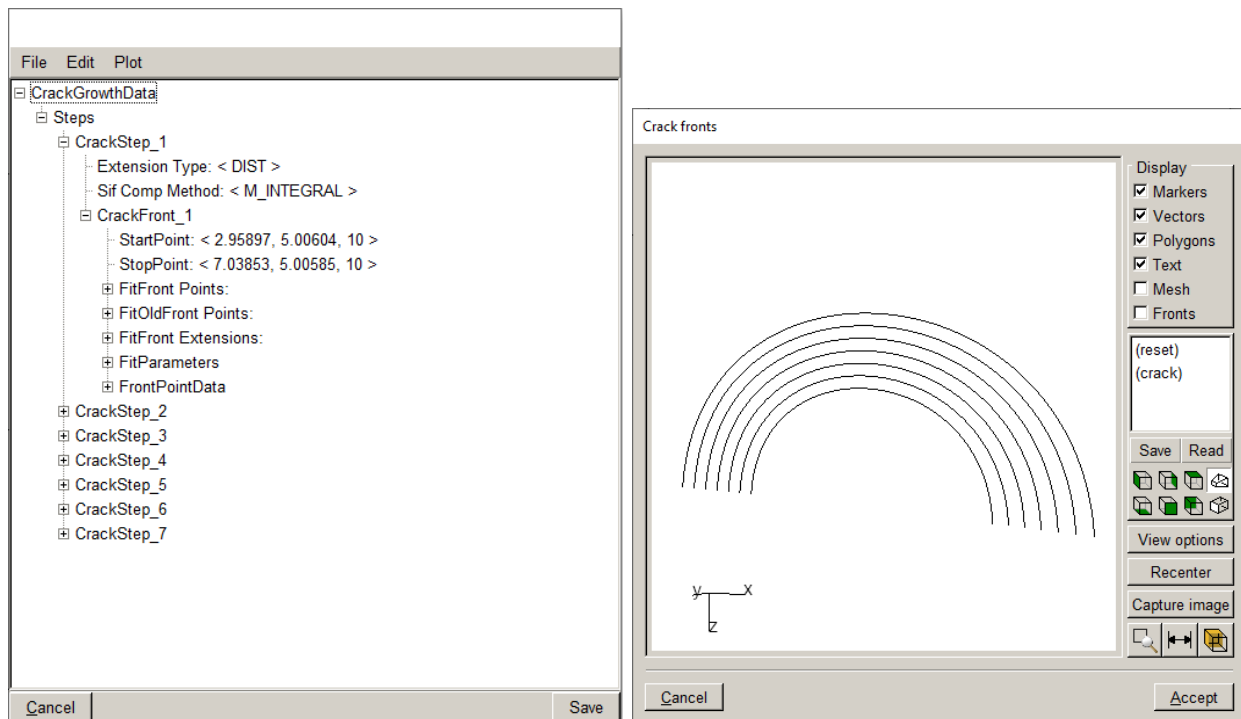 File Edit Plot
CrackGrowthData
Steps
CrackStep_1
Extension Type: < DIST >
Sif Comp Method: < M_INTEGRAL >
CrackFront_1
StartPoint: < 2.95897, 5.00604, 10 >
StopPoint: < 7.03853, 5.00585, 10 >
FitFront Points:
FitOldFront Points:
FitFront Extensions:
FitParameters
FrontPointData
CrackStep_2
CrackStep_3
CrackStep_4
CrackStep_5
CrackStep_6
CrackStep_7
Cancel Save
Crack fronts
Display
Markers
Vectors
Polygons
Text
Mesh
Fronts
(reset)
(crack)
Save Read
View options
Recenter
Capture image
y x
z
Cancel Accept